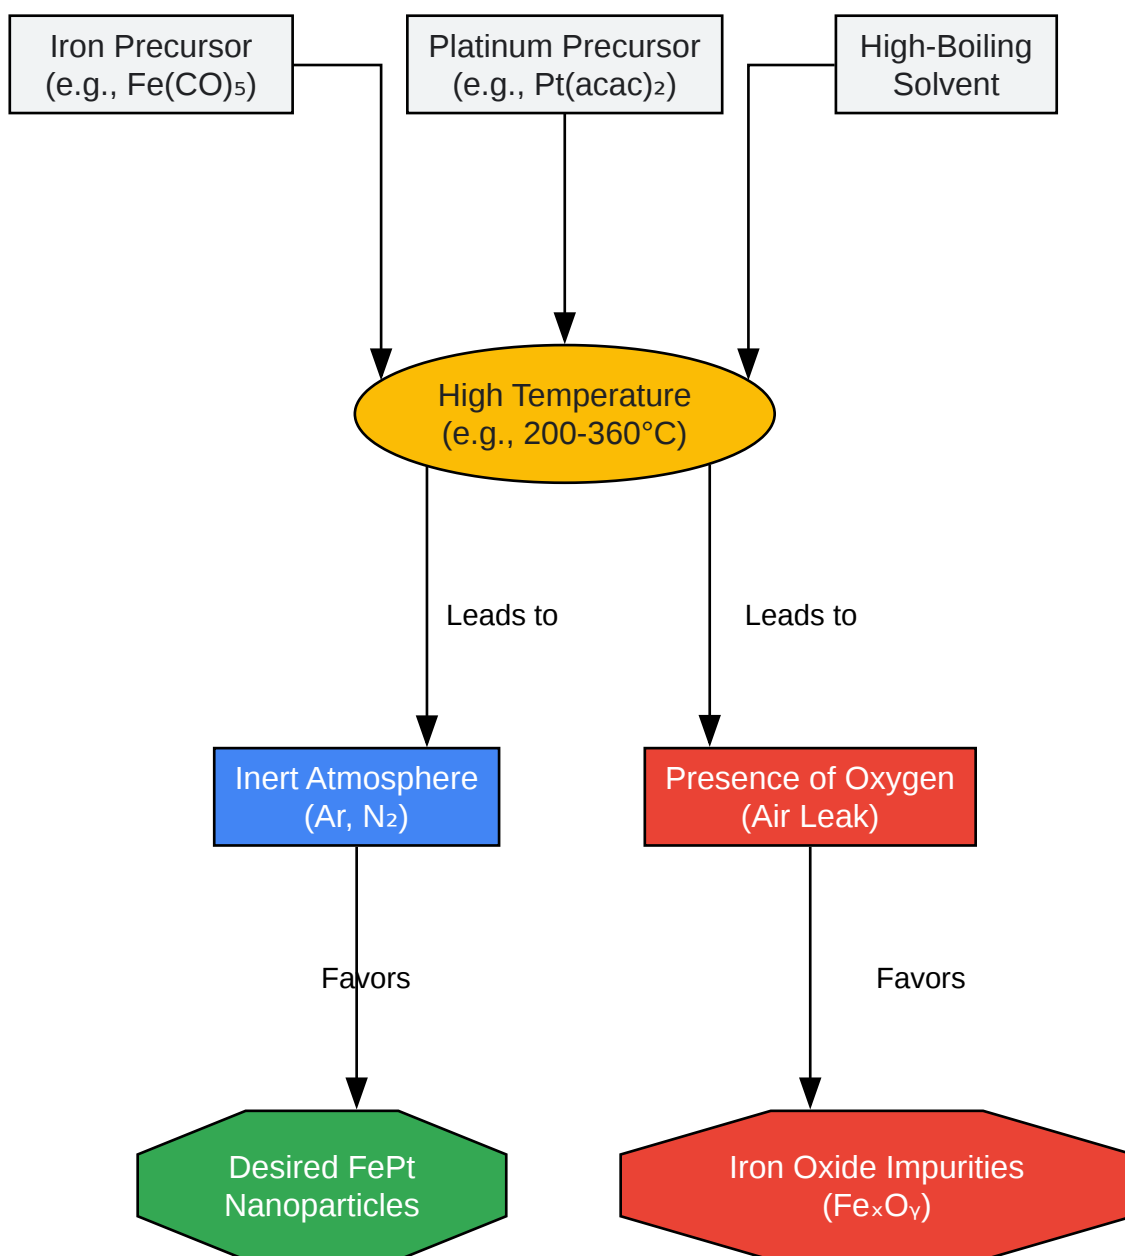 Iron Precursor
(e.g., Fe(CO)₅)
Platinum Precursor
(e.g., Pt(acac)₂)
High-Boiling
Solvent
High Temperature
(e.g., 200-360°C)
Leads to
Leads to
Inert Atmosphere
(Ar, N₂)
Presence of Oxygen
(Air Leak)
Favors
Favors
Desired FePt
Nanoparticles
Iron Oxide Impurities
(FeₓOᵧ)